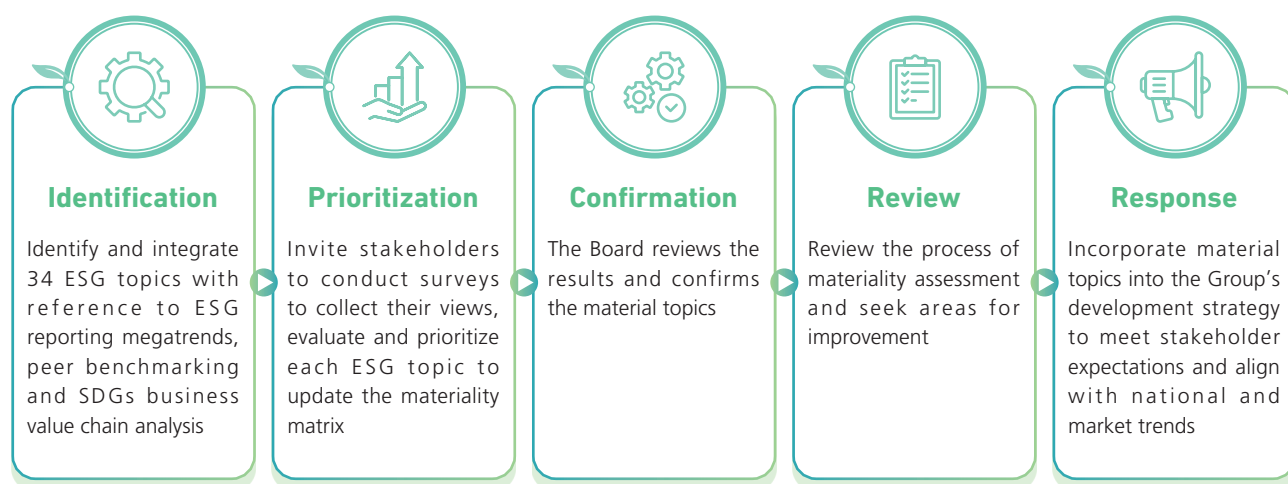 Identification
Identify and integrate
34 ESG topics with
reference to ESG
reporting megatrends,
peer benchmarking
and SDGs business
value chain analysis
Prioritization
Invite stakeholders
to conduct surveys
to collect their views,
evaluate and prioritize
each ESG topic to
update the materiality
matrix
Confirmation
The Board reviews the
results and confirms
the material topics
Review
Review the process of
materiality assessment
and seek areas for
improvement
Response
Incorporate material
topics into the Group’s
development strategy
to meet stakeholder
expectations and align
with national and
market trends